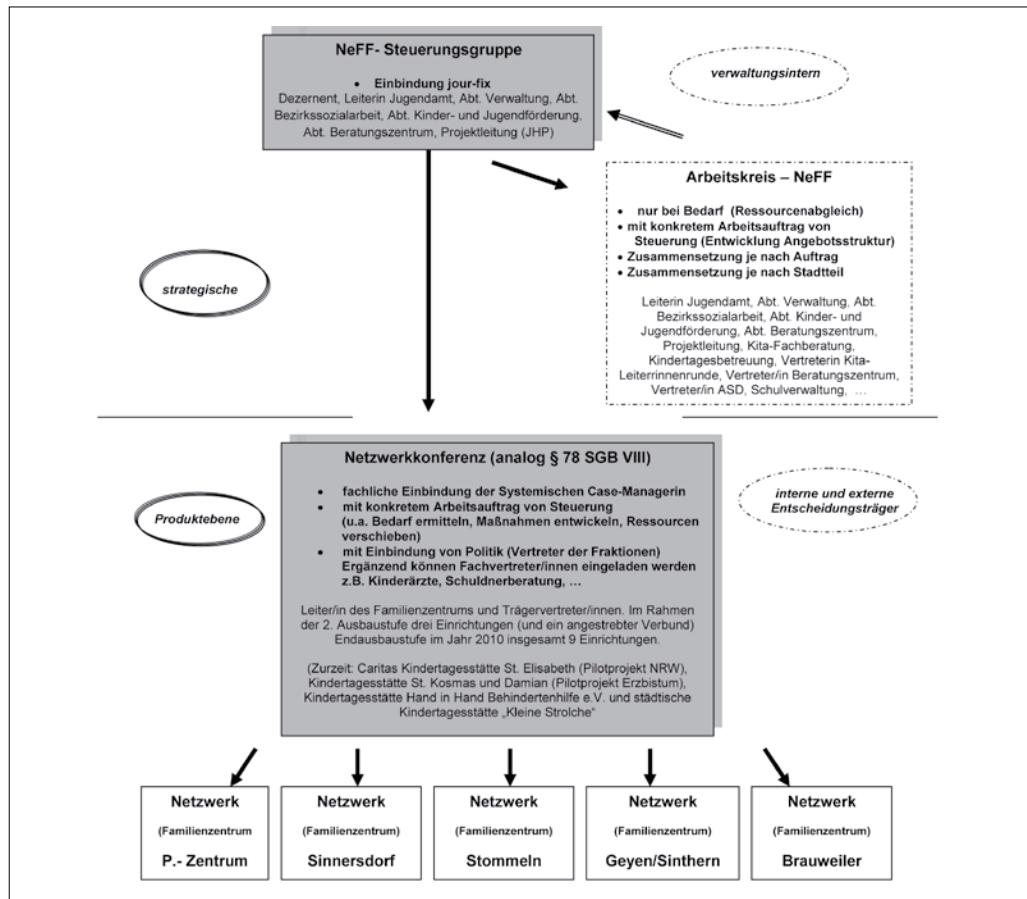 NeFF- Steuerungsgruppe
• Einbindung jour-fix
Dezernent, Leiterin Jugendamt, Abt. Verwaltung, Abt.
Bezirkssozialarbeit, Abt. Kinder- und Jugendförderung,
Abt. Beratungszentrum, Projektleitung (JHP)
verwaltungsintern
Arbeitskreis – NeFF
• nur bei Bedarf (Ressourcenabgleich)
• mit konkretem Arbeitsauftrag von
Steuerung (Entwicklung Angebotsstruktur)
• Zusammensetzung je nach Auftrag
• Zusammensetzung je nach Stadtteil
Leiterin Jugendamt, Abt. Verwaltung, Abt.
Bezirkssozialarbeit, Abt. Kinder- und
Jugendförderung, Abt. Beratungszentrum,
Projektleitung, Kita-Fachberatung,
Kindertagesbetreuung, Vertreterin Kita-
Leiterrinnenrunde, Vertreter/in Beratungszentrum,
Vertreter/in ASD, Schulverwaltung, …
strategische
Netzwerkkonferenz (analog § 78 SGB VIII)
• fachliche Einbindung der Systemischen Case-Managerin
• mit konkretem Arbeitsauftrag von Steuerung
(u.a. Bedarf ermitteln, Maßnahmen entwickeln, Ressourcen
verschieben)
• mit Einbindung von Politik (Vertreter der Fraktionen)
Ergänzend können Fachvertreter/innen eingeladen werden
z.B. Kinderärzte, Schuldnerberatung, …
Leiter/in des Familienzentrums und Trägervertreter/innen. Im Rahmen
der 2. Ausbaustufe drei Einrichtungen (und ein angestrebter Verbund)
Endausbaustufe im Jahr 2010 insgesamt 9 Einrichtungen.
(Zurzeit: Caritas Kindertagesstätte St. Elisabeth (Pilotprojekt NRW),
Kindertagesstätte St. Kosmas und Damian (Pilotprojekt Erzbistum),
Kindertagesstätte Hand in Hand Behindertenhilfe e.V. und städtische
Kindertagesstätte „Kleine Strolche“
Produktebene
interne und externe
Entscheidungsträger
Netzwerk
(Familienzentrum
P.- Zentrum
Netzwerk
(Familienzentrum)
Sinnersdorf
Netzwerk
(Familienzentrum)
Stommeln
Netzwerk
(Familienzentrum)
Geyen/Sinthern
Netzwerk
(Familienzentrum)
Brauweiler